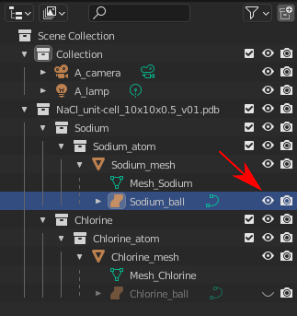 Scene Collection
Collection
A_camera
A_lamp
NaCl_unit-cell_10x10x0.5_v01.pdb
Sodium
Sodium_atom
Sodium_mesh
Mesh_Sodium
Sodium_ball
Chlorine
Chlorine_atom
Chlorine_mesh
Mesh_Chlorine
Chlorine_ball